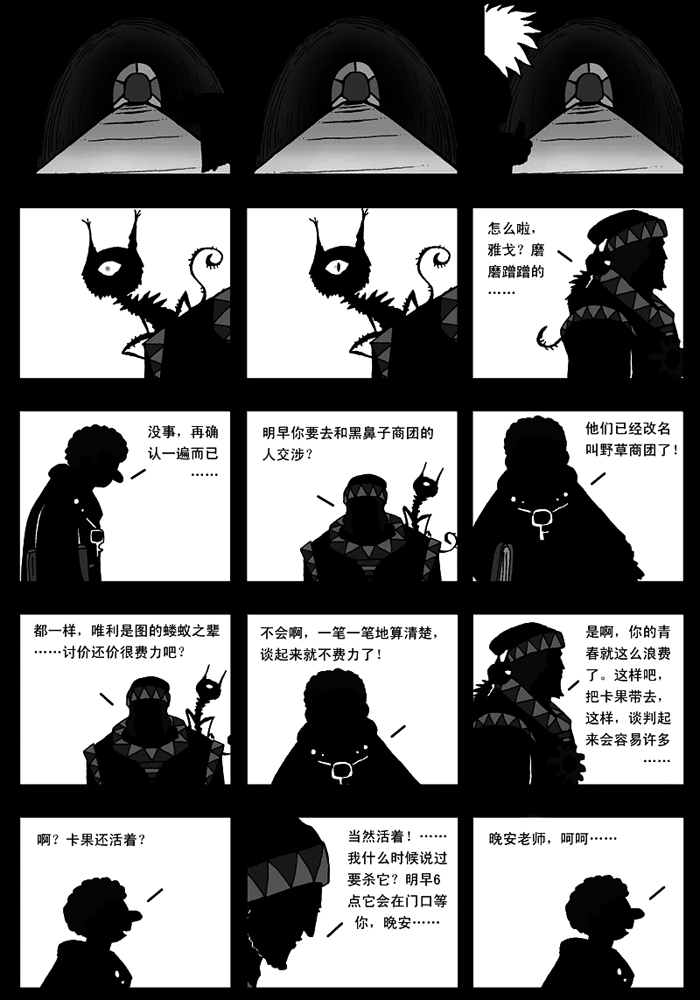 怎么啦，
雅戈？磨
磨蹭蹭的
……
没事，再确
认一遍而已
……
明早你要去和黑鼻子商团的
人交涉？
他们已经改名
叫野草商团了！
都一样，唯利是图的蝼蚁之辈
……讨价还价很费力吧？
不会啊，一笔一笔地算清楚，
谈起来就不费力了！
是啊，你的青
春就这么浪费
了。这样吧，
把卡果带去，
这样，谈判起
来会容易许多
……
啊？卡果还活着？
当然活着！……
我什么时候说过
要杀它？明早6
点它会在门口等
你，晚安……
晚安老师，呵呵……